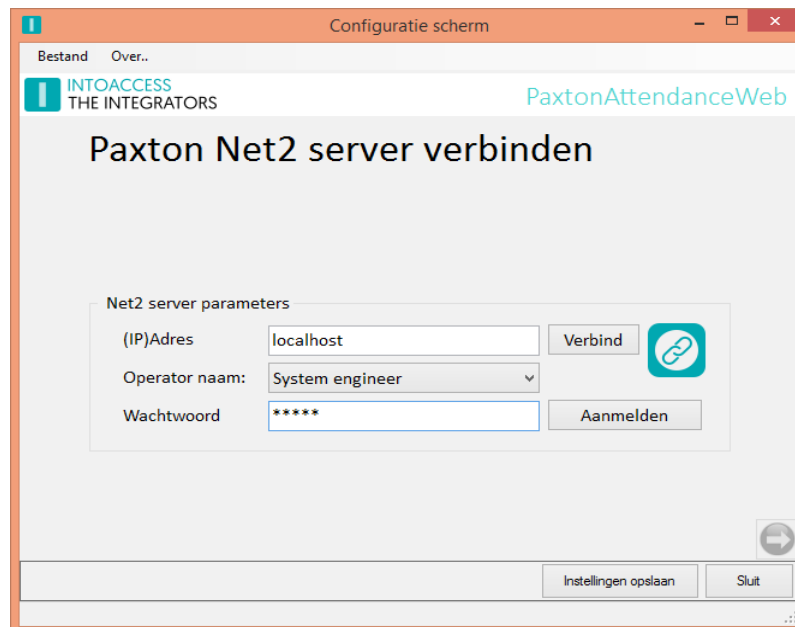 Configuratie scherm
Bestand Over..
INTOACCESS
THE INTEGRATORS
PaxtonAttendanceWeb
Paxton Net2 server verbinden
Net2 server parameters
(IP)Adres localhost Verbind
Operator naam: System engineer
Wachtwoord ***** Aanmelden
Instellingen opslaan Sluit